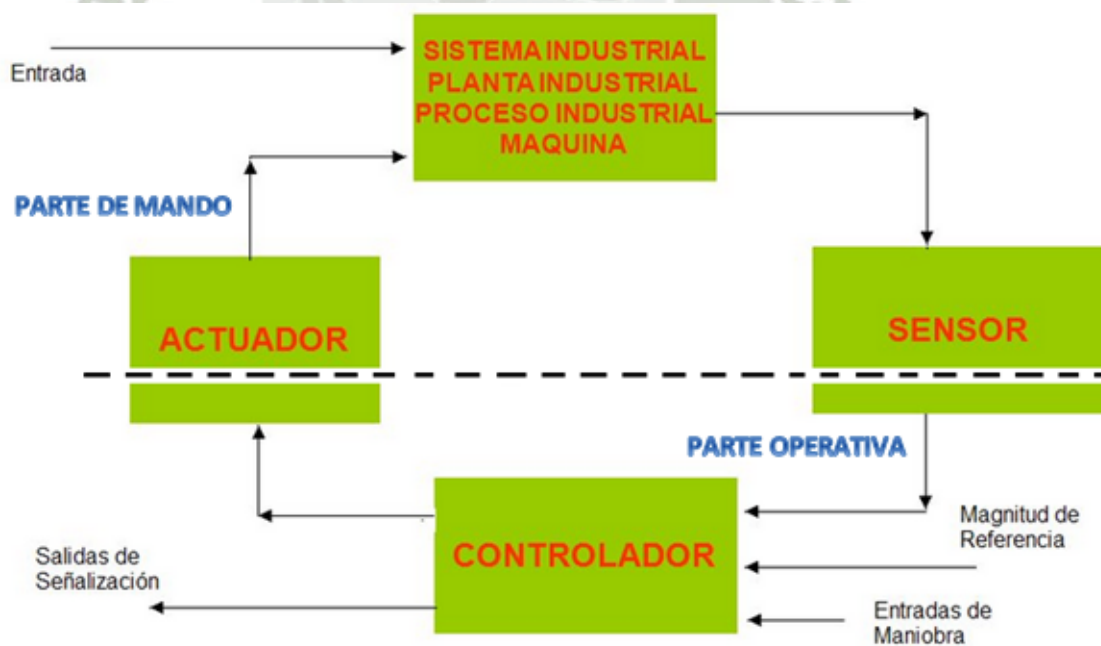 SISTEMA INDUSTRIAL
PLANTA INDUSTRIAL
PROCESO INDUSTRIAL
MAQUINA
Entrada
PARTE DE MANDO
ACTUADOR
SENSOR
PARTE OPERATIVA
CONTROLADOR
Magnitud de
Referencia
Salidas de
Señalización
Entradas de
Maniobra